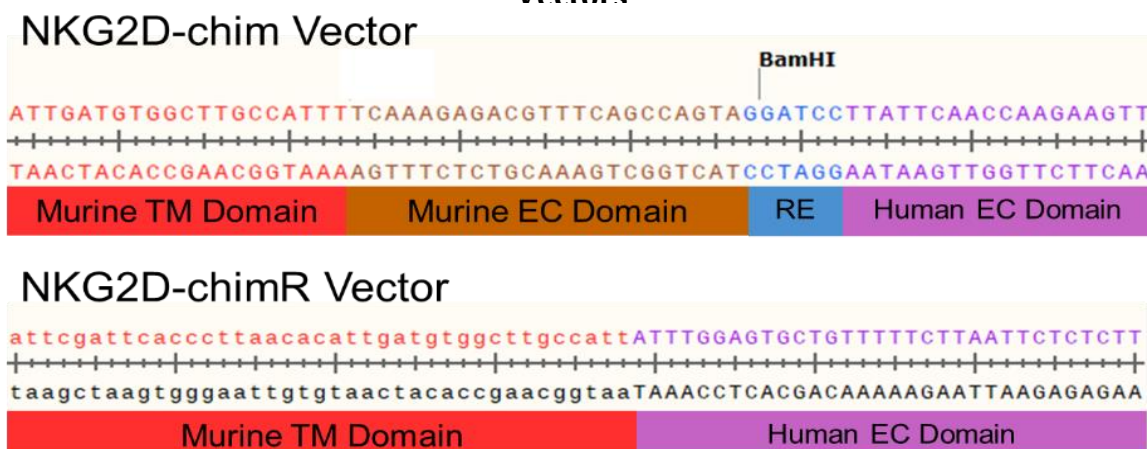 NKG2D-chim Vector
BamHI
ATTGATGTGGCTTGCCATTTTCAAAGAGACGTTTCAGCCAGTAGGATCCTTATTCAACCAAGAAGTT
TAACTACACCGAACGGTAAAAGTTTCTCTGCAAAGTCGGTCATCCTAGGAATAAGTTGGTTCTTCAA
Murine TM Domain Murine EC Domain RE Human EC Domain
NKG2D-chimR Vector
attcgattcacccttaacacattgatgtggcttgccattATTTGGAGTGCTGTTTTTCTTAATTCTCTCTT
taagctaagtgggaattgtgtaactacaccgaacggtaaTAAACCTCACGACAAAAAGAATTAAGAGAGAA
Murine TM Domain Human EC Domain